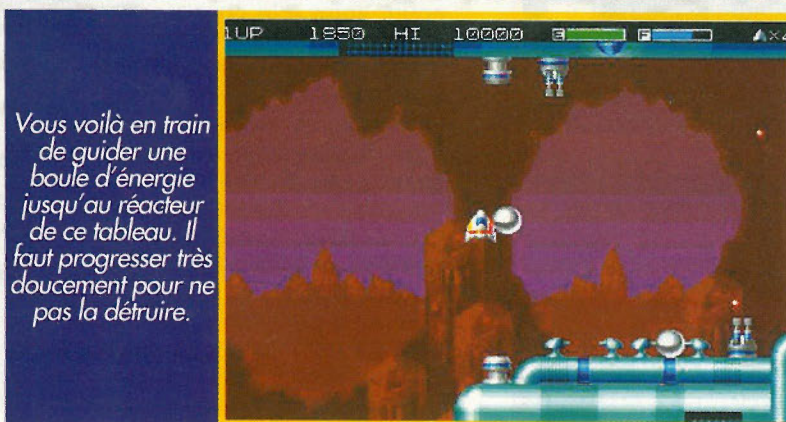 Vous voilà en train
de guider une
boule d'énergie
jusqu'au réacteur
de ce tableau. Il
faut progresser très
doucement pour ne
pas la détruire.
1UP 1850 HI 10000 E F